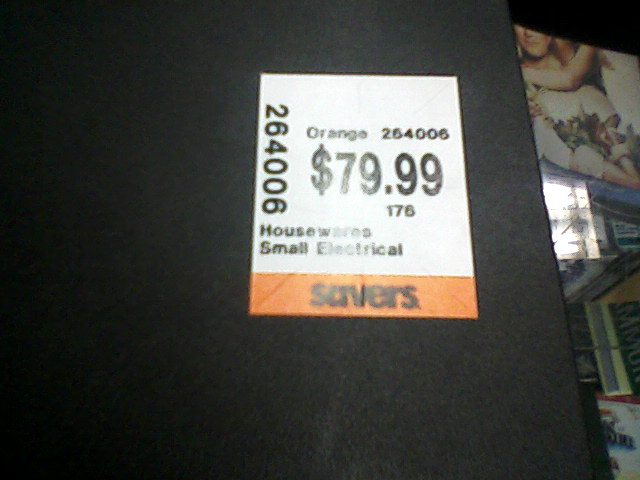 264006
Orange 264006
$79.99
176
Housewares
Small Electrical
savers.